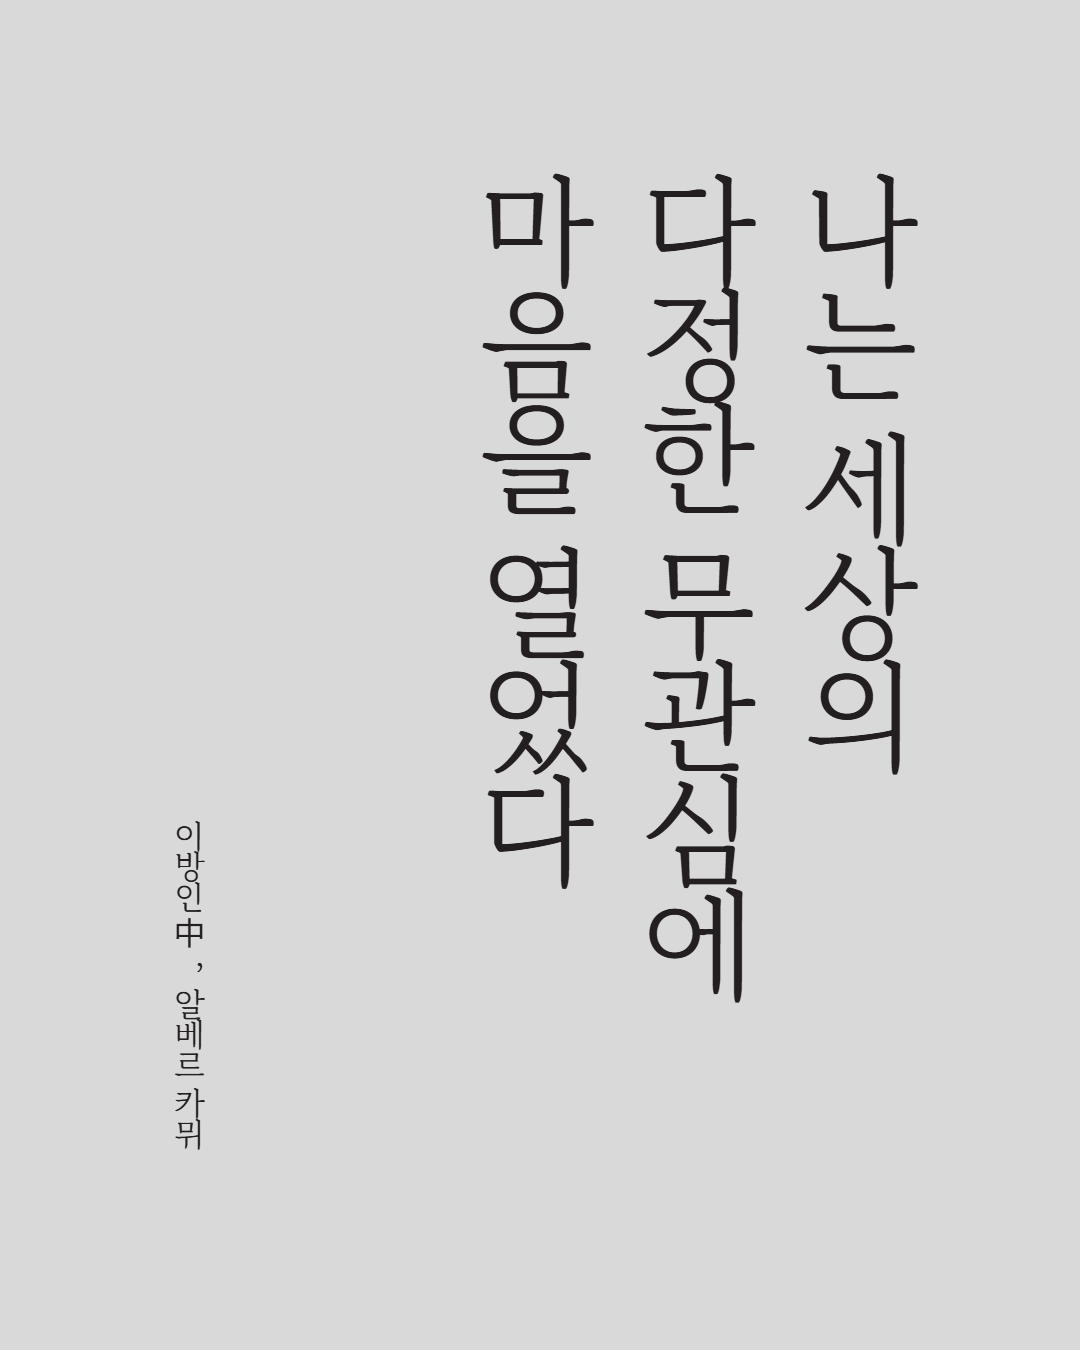 나는 세상의
다정한 무관심에
마음을 열었다
이방인 中, 알베르 카뮈